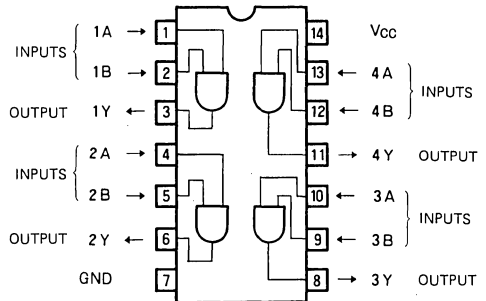 1A → 1 14 Vcc
INPUTS
1B → 2 13 ← 4A
INPUTS
OUTPUT 1Y ← 3 12 ← 4B
2A → 4 11 → 4Y OUTPUT
INPUTS
2B → 5 10 ← 3A
INPUTS
OUTPUT 2Y ← 6 9 ← 3B
GND 7 8 → 3Y OUTPUT